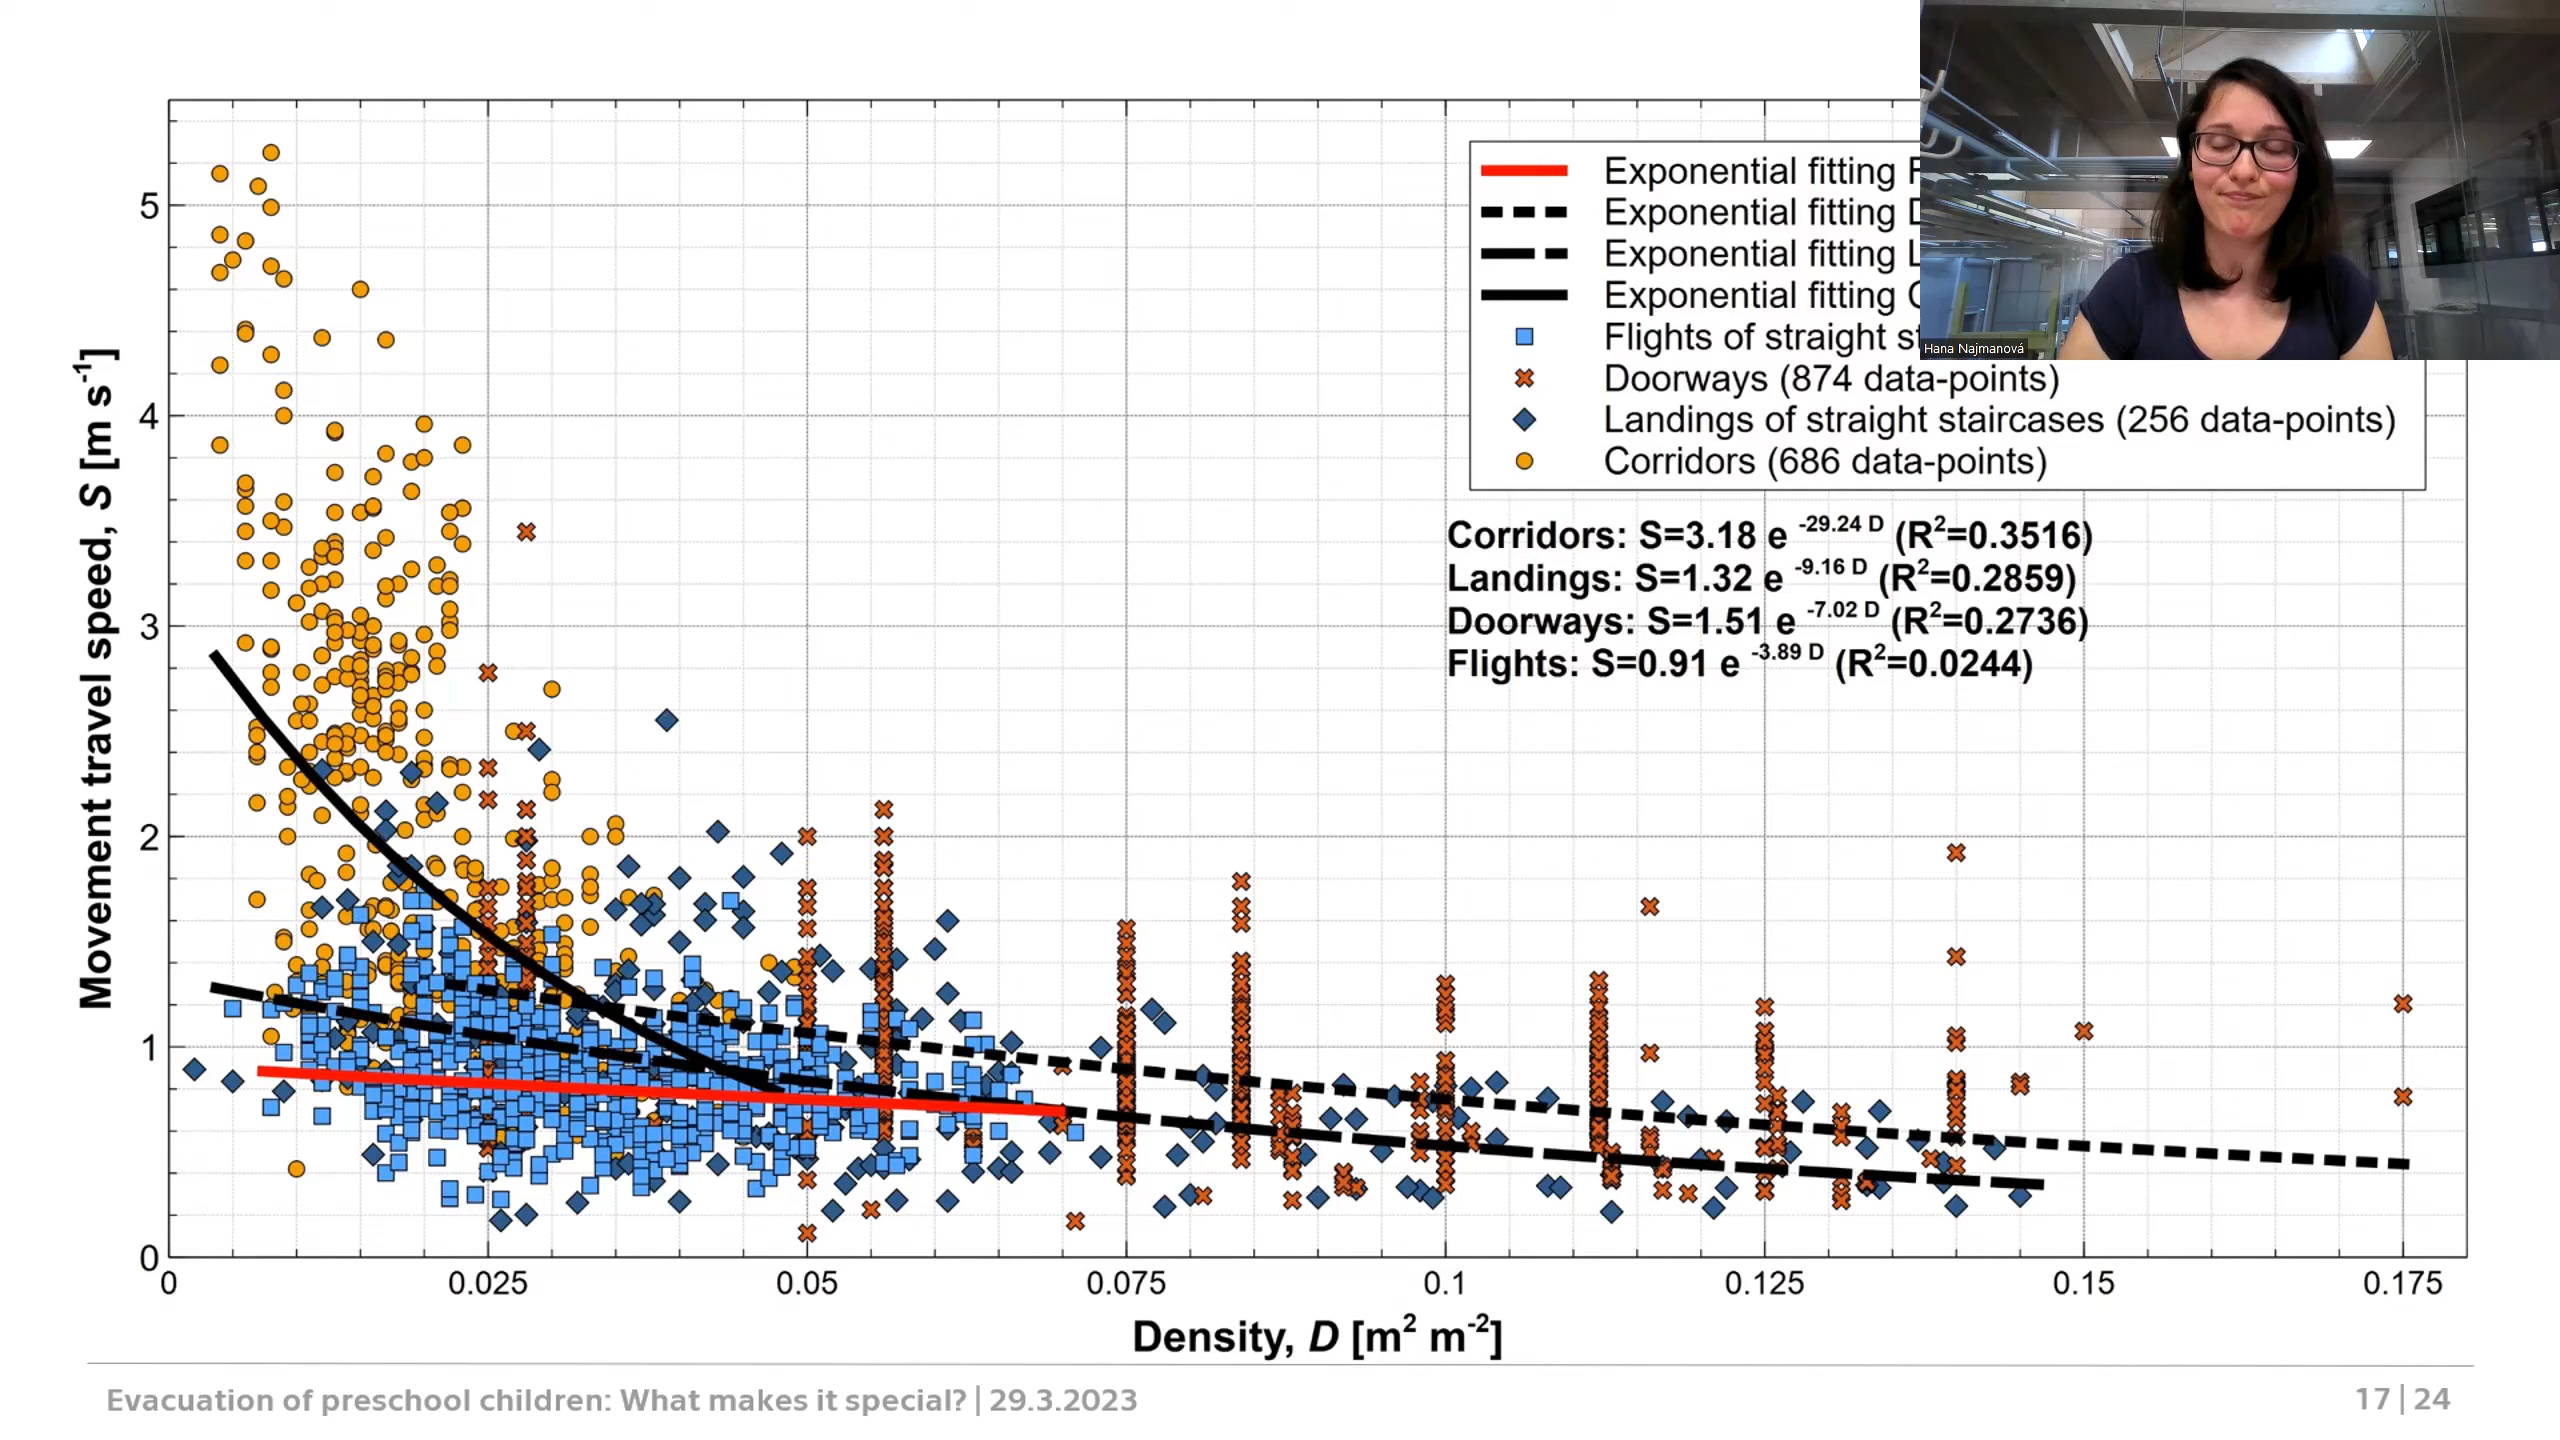 Exponential fitting
Exponential fitting
Exponential fitting
Exponential fitting
Flights of straight
Doorways (874 data-points)
Landings of straight staircases (256 data-points)
Corridors (686 data-points)
Hana Najmanová
Corridors: S=3.18 e -29.24 D (R²=0.3516)
Landings: S=1.32 e -9.16 D (R²=0.2859)
Doorways: S=1.51 e -7.02 D (R²=0.2736)
Flights: S=0.91 e -3.89 D (R²=0.0244)
Movement travel speed, S [m s⁻¹]
5
4
3
2
1
0
0 0.025 0.05 0.075 0.1 0.125 0.15 0.175
Density, D [m² m⁻²]
Evacuation of preschool children: What makes it special? | 29.3.2023
17 | 24